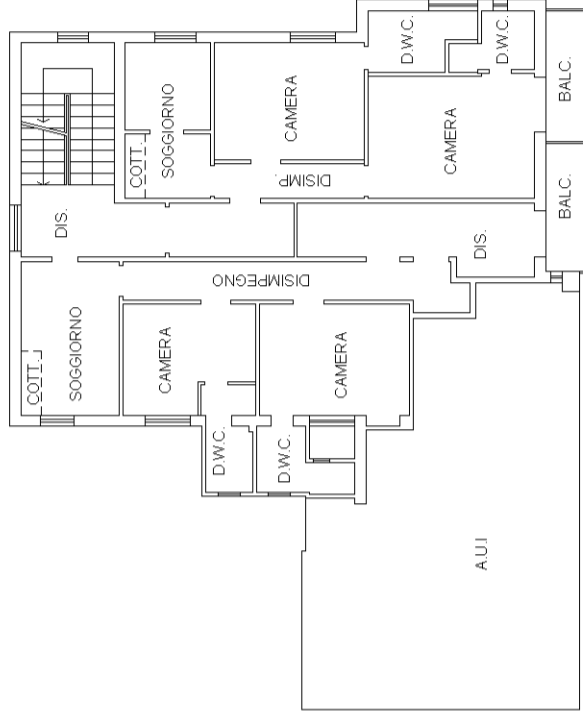 D.W.C.
D.W.C.
BALC.
COTT.
SOGGIORNO
CAMERA
CAMERA
DISIMP.
BALC.
DIS.
DIS.
DISIMPEGNO
COTT.
SOGGIORNO
CAMERA
CAMERA
D.W.C.
D.W.C.
A.U.I